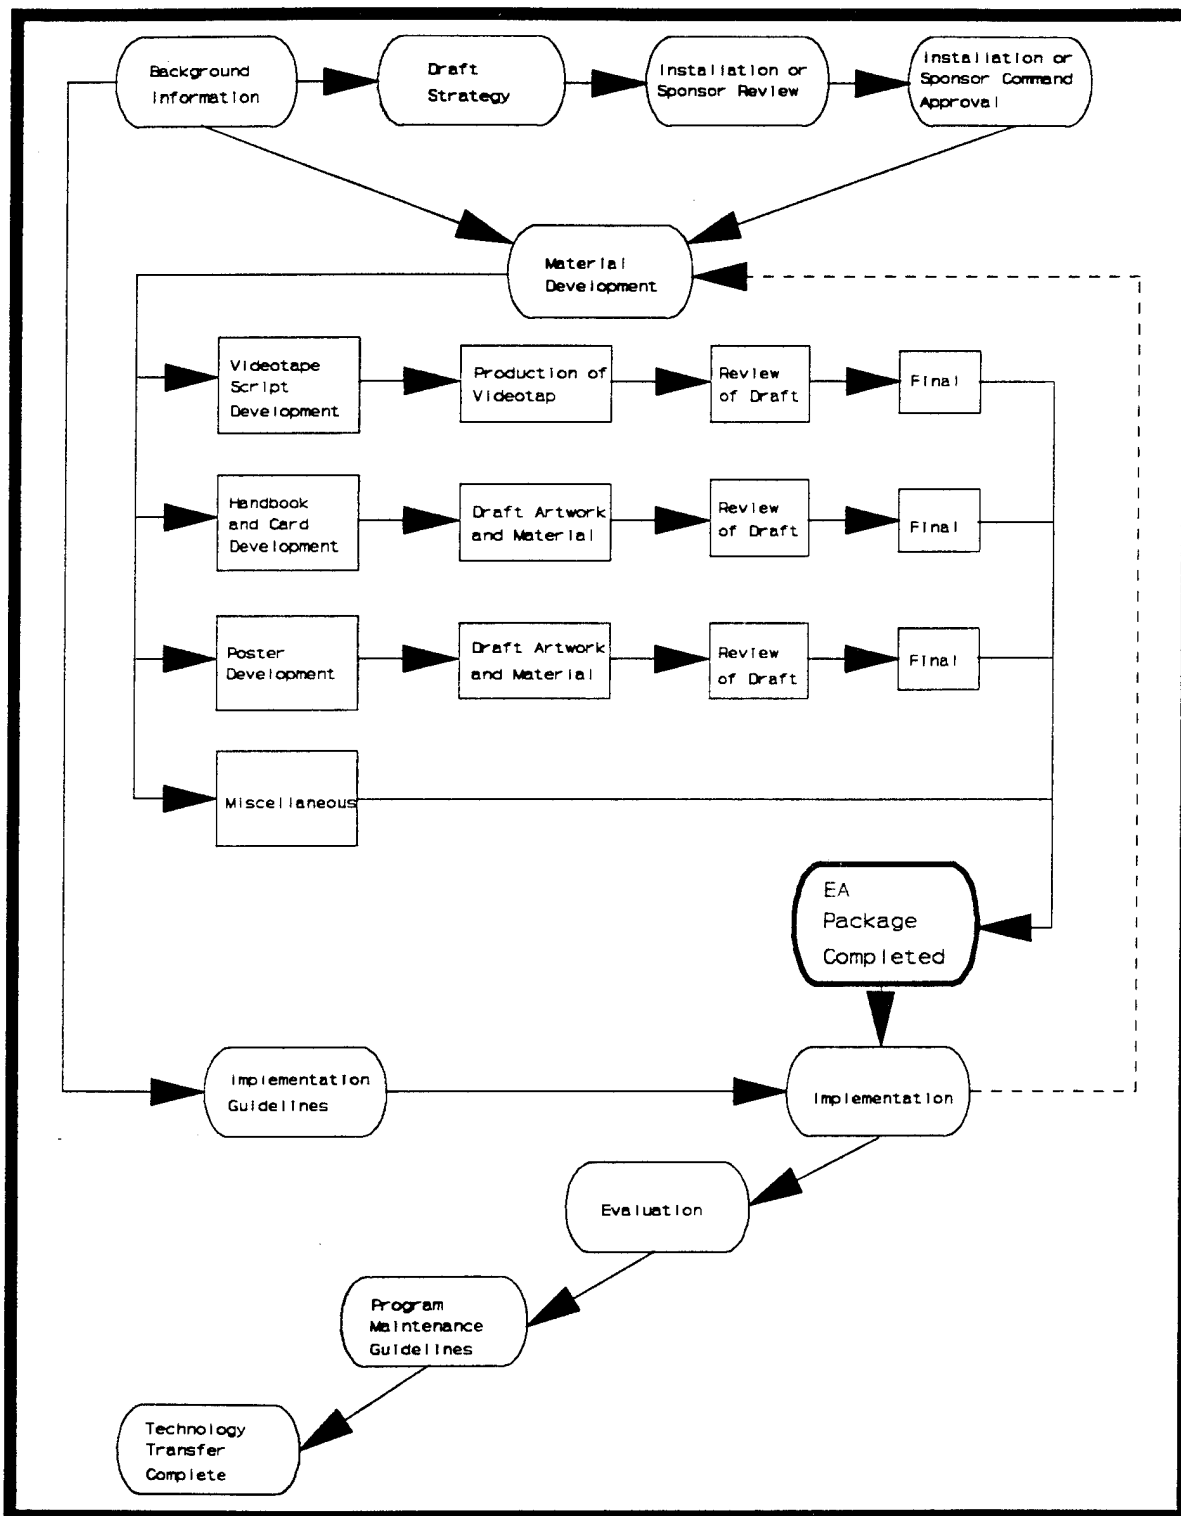 Background
Information
Draft
Strategy
Installation or
Sponsor Review
Installation or
Sponsor Command
Approval
Material
Development
Videotape
Script
Development
Production of
Videotap
Review
of Draft
Final
Handbook
and Card
Development
Draft Artwork
and Material
Review
of Draft
Final
Poster
Development
Draft Artwork
and Material
Review
of Draft
Final
Miscellaneous
EA
Package
Completed
Implementation
Guidelines
Implementation
Evaluation
Program
Maintenance
Guidelines
Technology
Transfer
Complete